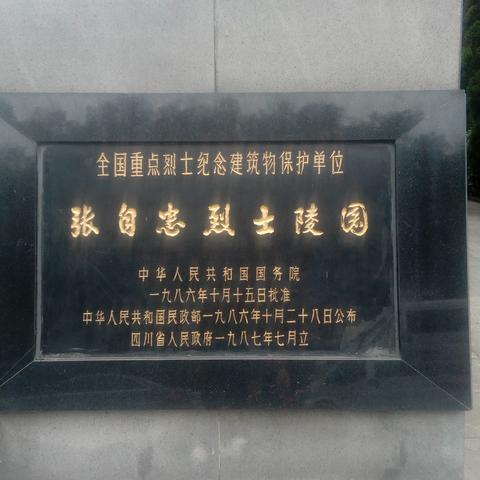 全国重点烈士纪念建筑物保护单位
张自忠烈士陵园
中华人民共和国国务院
一九八六年十月十五日批准
中华人民共和国民政部一九八六年十月二十八日公布
四川省人民政府一九八七年七月立